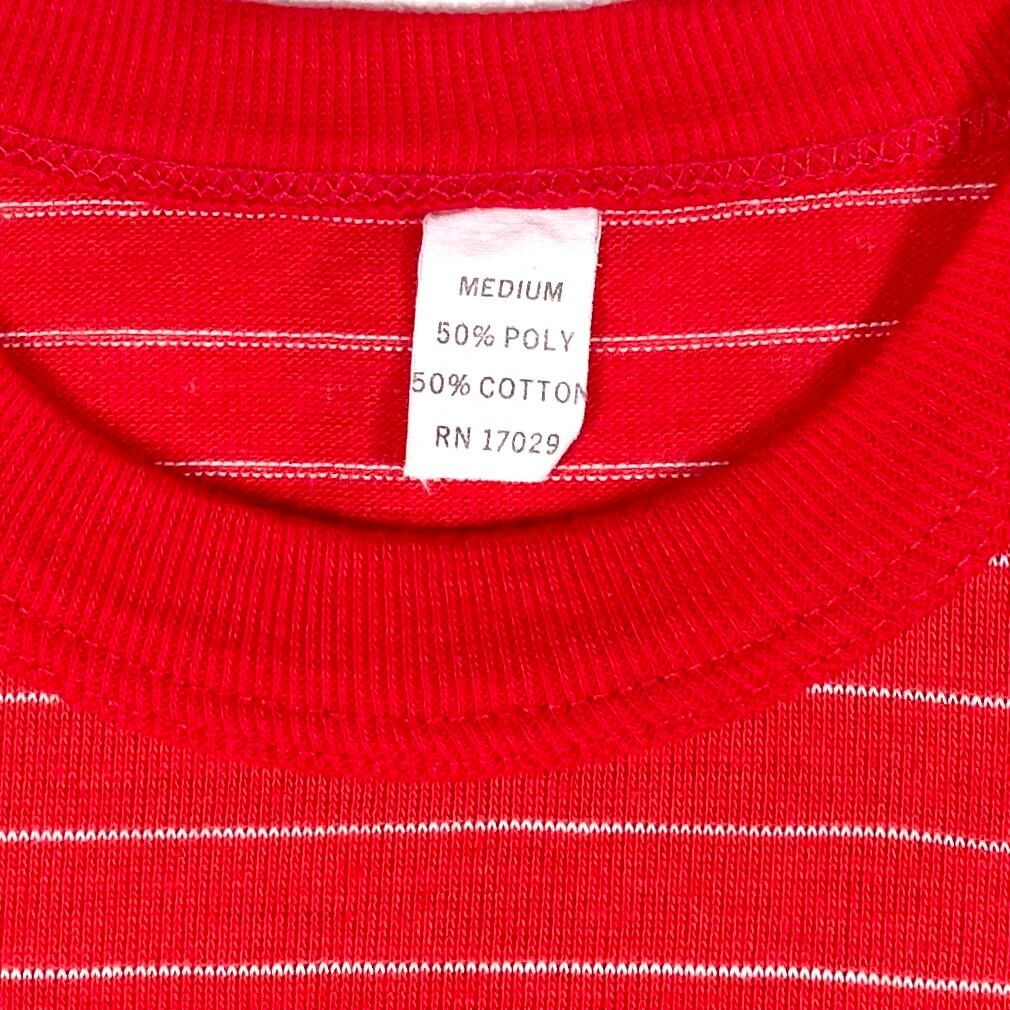 MEDIUM
50% POLY
50% COTTON
RN 17029